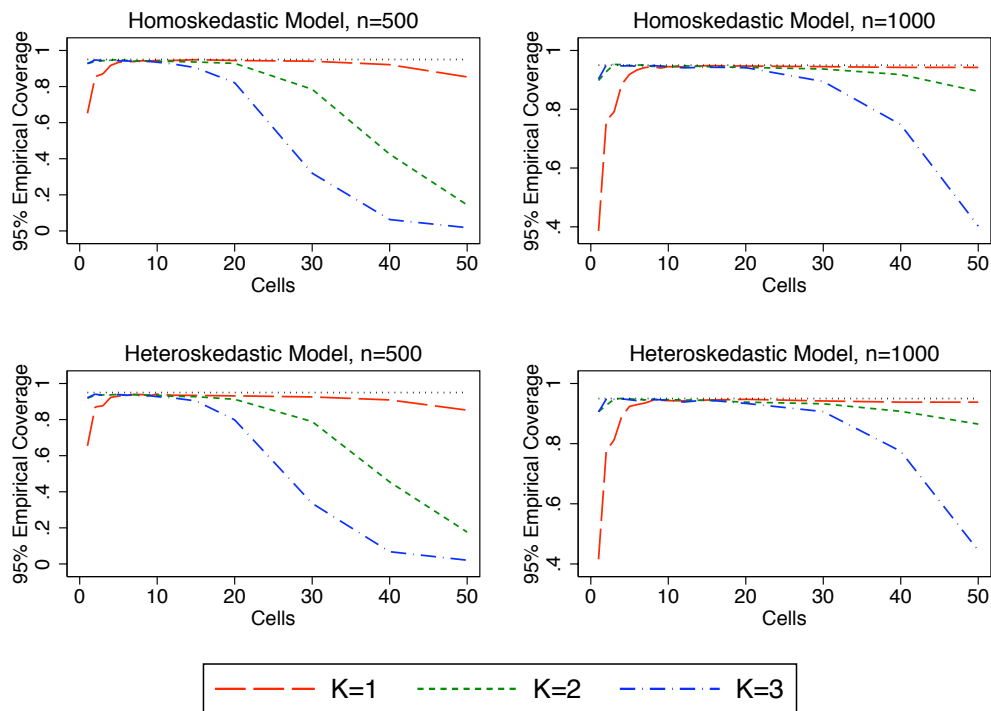 Homoskedastic Model, n=500
95% Empirical Coverage
0 .2 .4 .6 .8 1
0 10 20 30 40 50
Cells
Homoskedastic Model, n=1000
95% Empirical Coverage
.4 .6 .8 1
0 10 20 30 40 50
Cells
Heteroskedastic Model, n=500
95% Empirical Coverage
0 .2 .4 .6 .8 1
0 10 20 30 40 50
Cells
Heteroskedastic Model, n=1000
95% Empirical Coverage
.4 .6 .8 1
0 10 20 30 40 50
Cells
K=1 K=2 K=3